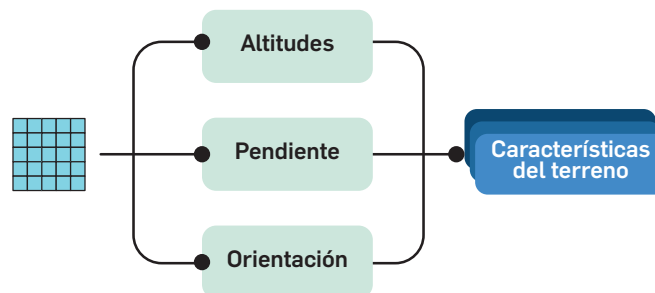 Altitudes
Pendiente
Características
del terreno
Orientación